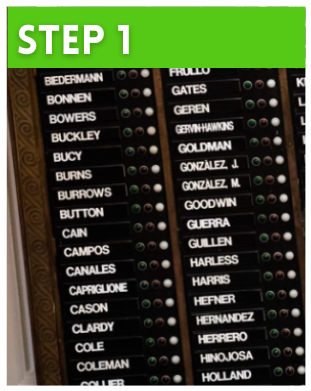 STEP 1
BIEDERMANN
BONNEN
BOWERS
BUCKLEY
BUCY
BURNS
BURROWS
BUTTON
CAIN
CAMPOS
CANALES
CAPRIGLIONE
CASON
CLARDY
COLE
COLEMAN
COLLIER
FRULLO
GATES
GEREN
GERVIN-HAWKINS
GOLDMAN
GONZÁLEZ, J.
GONZÁLEZ, M.
GOODWIN
GUERRA
GUILLEN
HARLESS
HARRIS
HEFNER
HERNANDEZ
HERRERO
HINOJOSA
HOLLAND